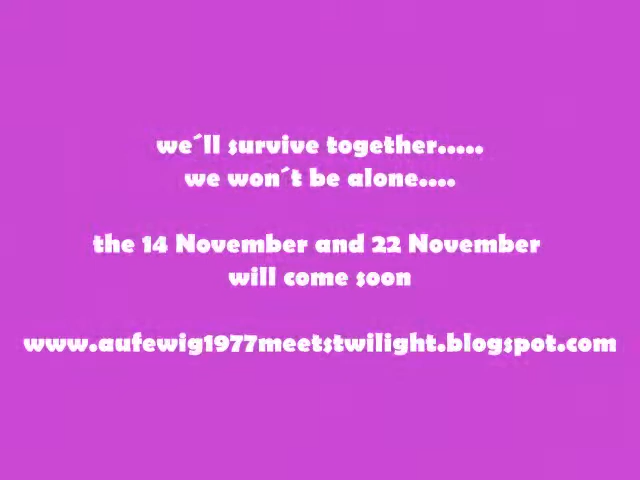 we´ll survive together.....
we won´t be alone....
the 14 November and 22 November
will come soon
www.aufewig1977meetstwilight.blogspot.com